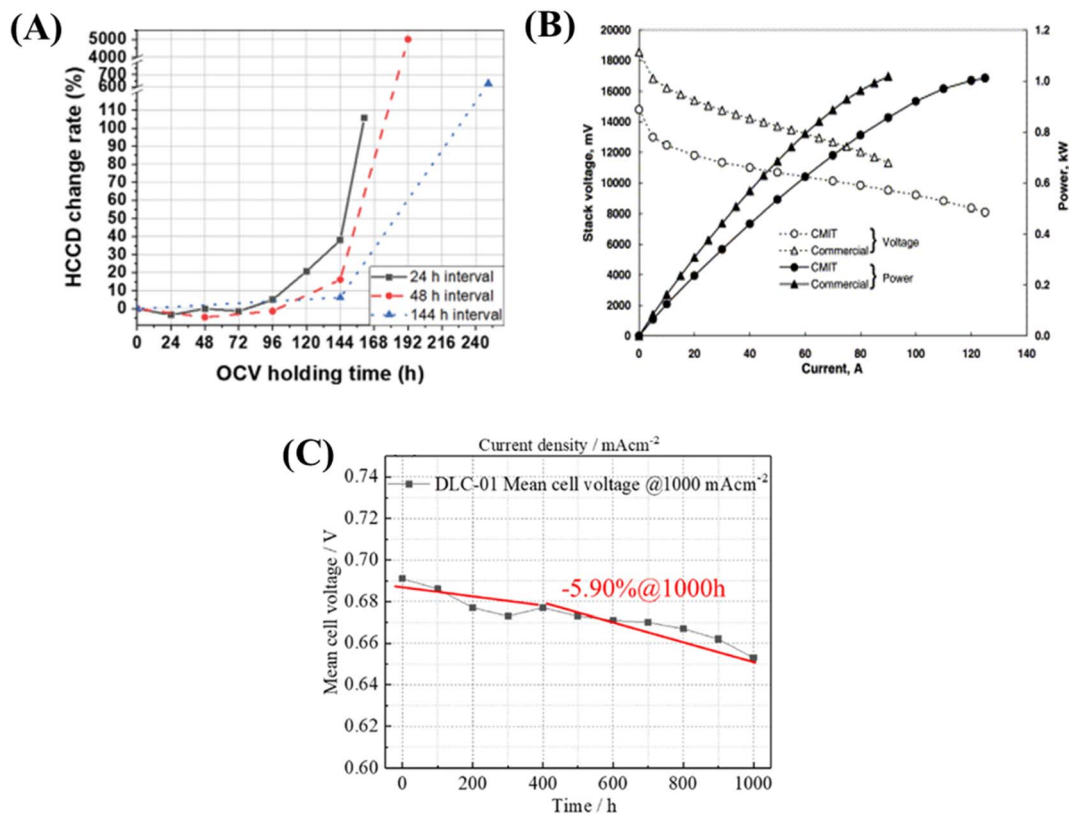 (A)
HCCD change rate (%)
5000
4000
700
600
110
100
90
80
70
60
50
40
30
20
10
0
24 h interval
48 h interval
144 h interval
0 24 48 72 96 120 144 168 192 216 240
OCV holding time (h)
(B)
Stack voltage, mV
20000
18000
16000
14000
12000
10000
8000
6000
4000
2000
0
1.2
1.0
0.8
0.6
0.4
0.2
0.0
Power, kW
CMIT
Commercial
} Voltage
CMIT
Commercial
} Power
0 20 40 60 80 100 120 140
Current, A
(C)
Current density / mAcm⁻²
DLC-01 Mean cell voltage @1000 mAcm⁻²
Mean cell voltage / V
0.74
0.72
0.70
0.68
0.66
0.64
0.62
0.60
-5.90%@1000h
0 200 400 600 800 1000
Time / h